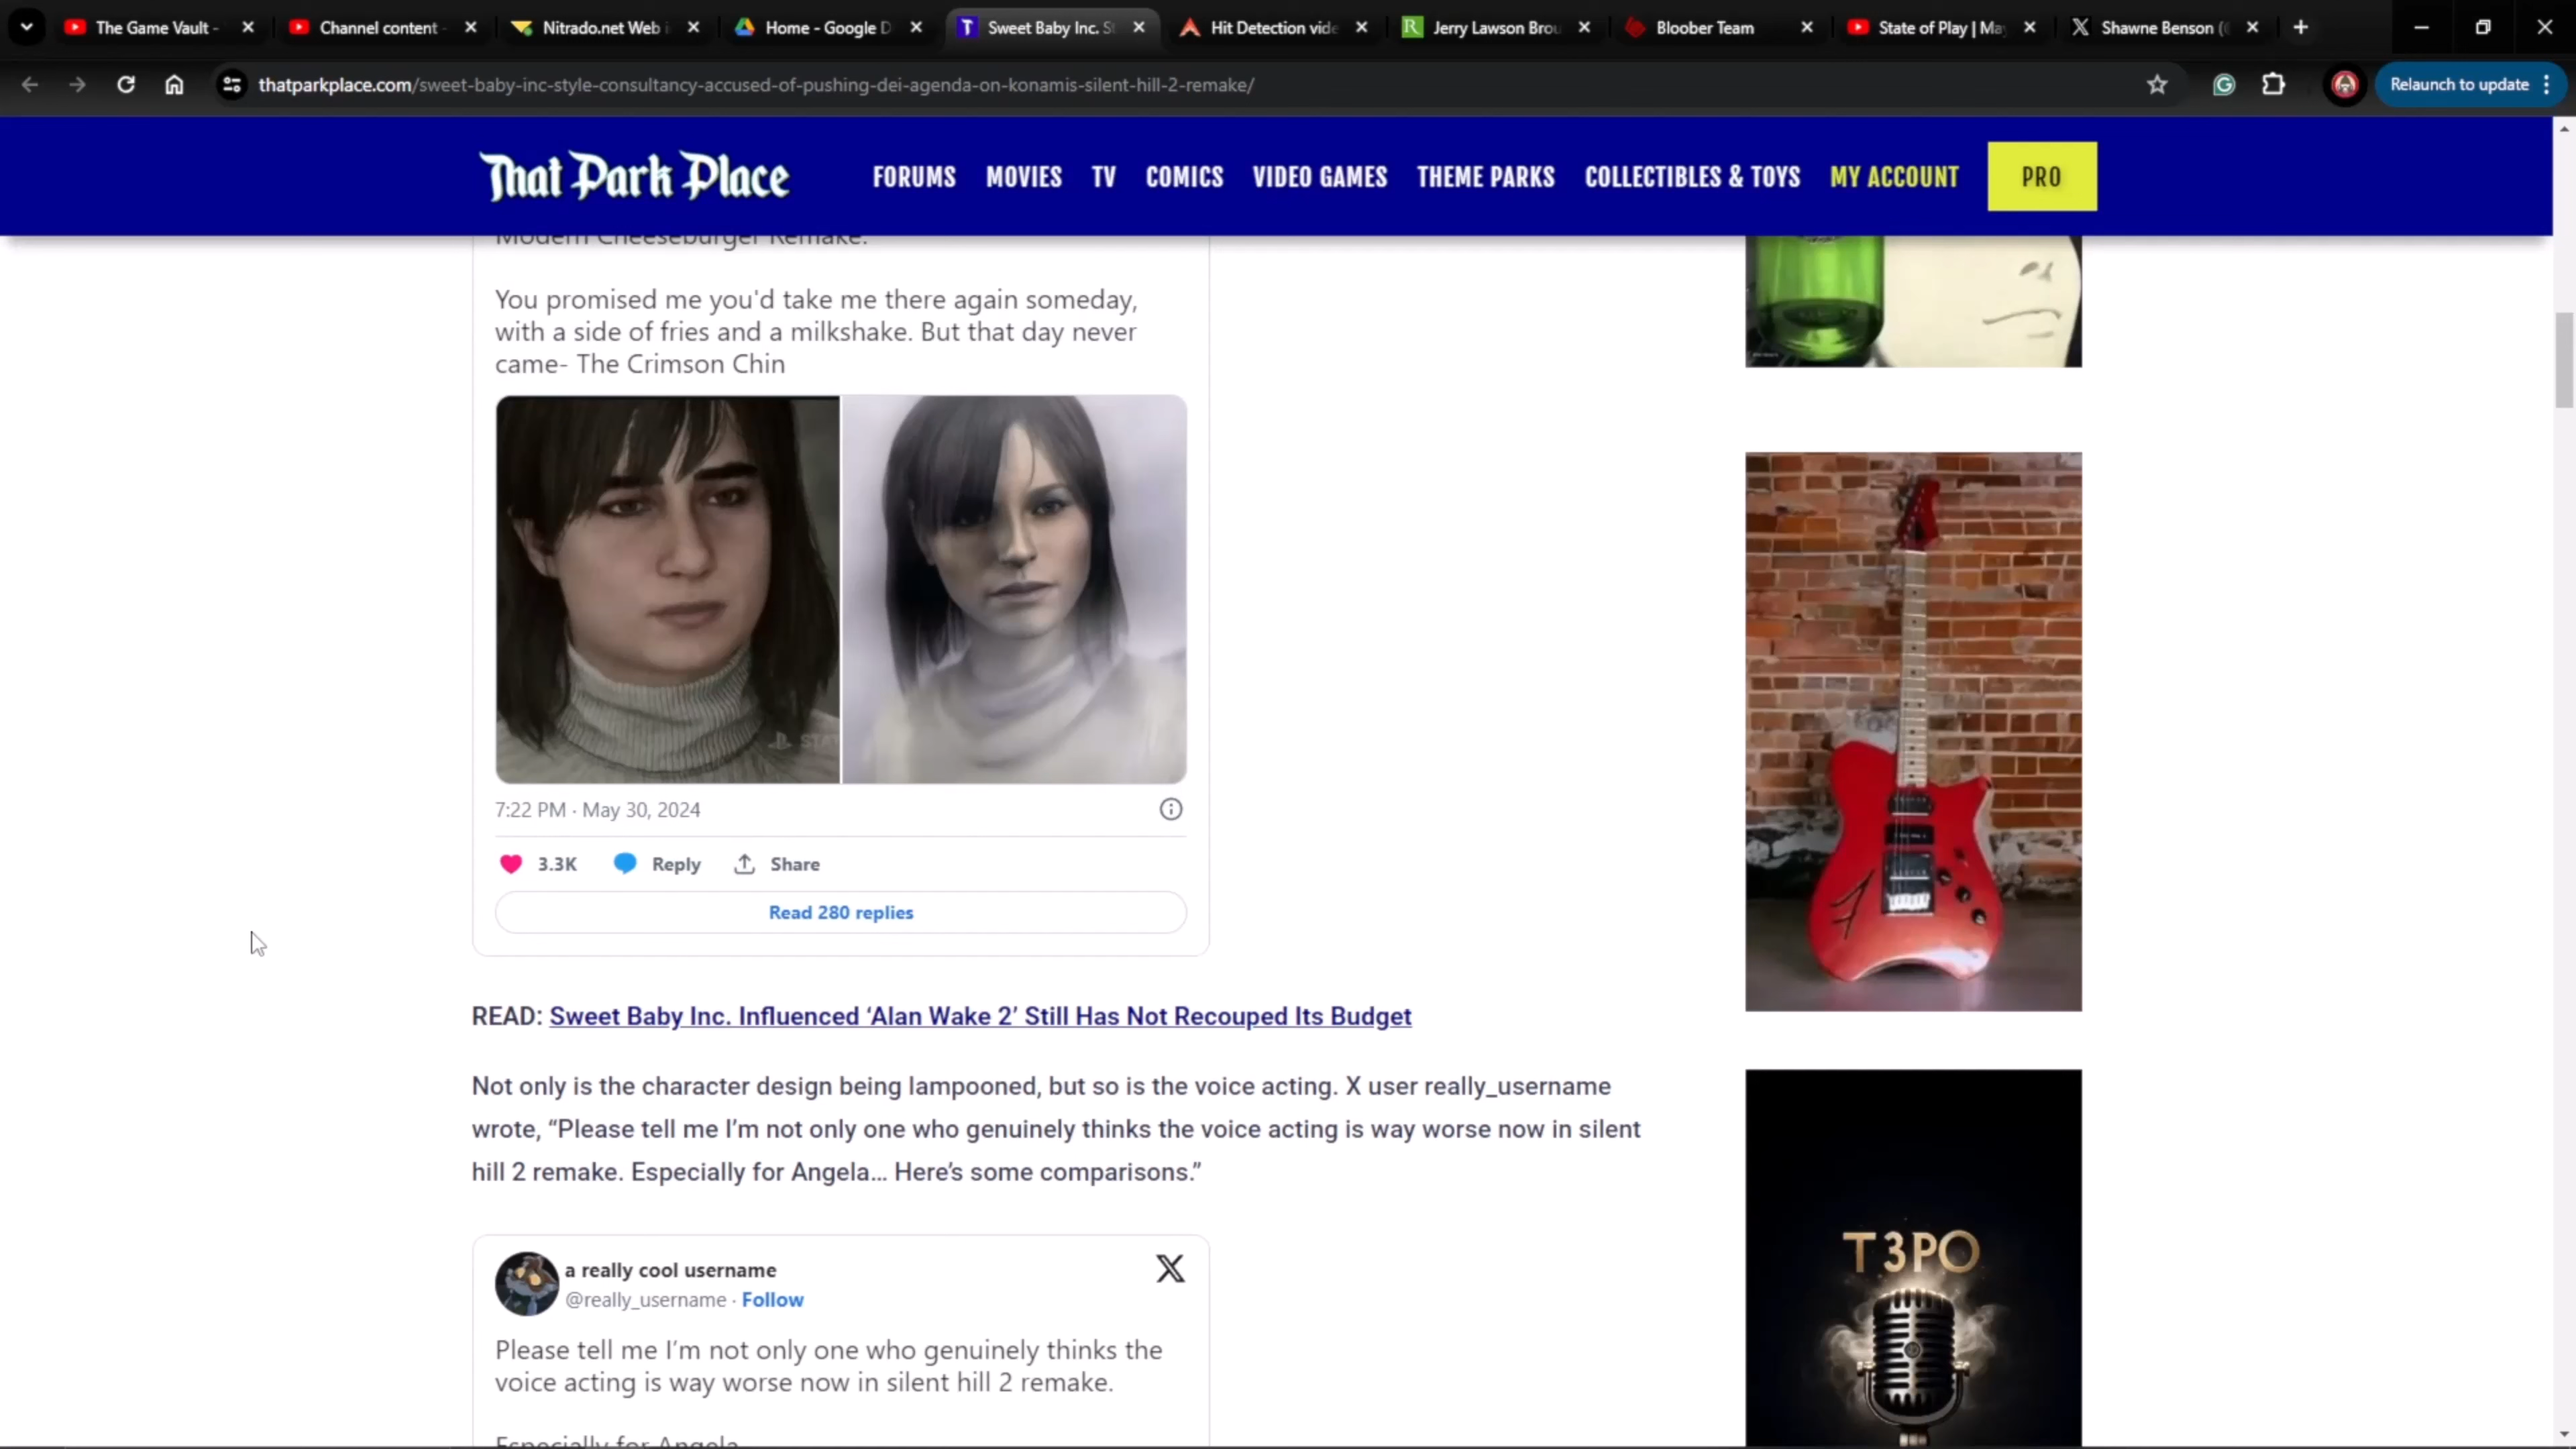 The Game Vault -
Channel content -
Nitrado.net Web i
Home - Google D
Sweet Baby Inc. S
Hit Detection vide
Jerry Lawson Brou
Bloober Team
State of Play | Ma
Shawne Benson (
thatparkplace.com/sweet-baby-inc-style-consultancy-accused-of-pushing-dei-agenda-on-konamis-silent-hill-2-remake/
Relaunch to update
That Park Place
FORUMS
MOVIES
TV
COMICS
VIDEO GAMES
THEME PARKS
COLLECTIBLES & TOYS
MY ACCOUNT
PRO
Modern Cheeseburger Remake.
You promised me you'd take me there again someday,
with a side of fries and a milkshake. But that day never
came- The Crimson Chin
7:22 PM · May 30, 2024
3.3K
Reply
Share
Read 280 replies
READ: Sweet Baby Inc. Influenced ‘Alan Wake 2’ Still Has Not Recouped Its Budget
Not only is the character design being lampooned, but so is the voice acting. X user really_username
wrote, “Please tell me I’m not only one who genuinely thinks the voice acting is way worse now in silent
hill 2 remake. Especially for Angela… Here’s some comparisons.”
a really cool username
@really_username · Follow
Please tell me I’m not only one who genuinely thinks the
voice acting is way worse now in silent hill 2 remake.
Especially for Angela
T3PO